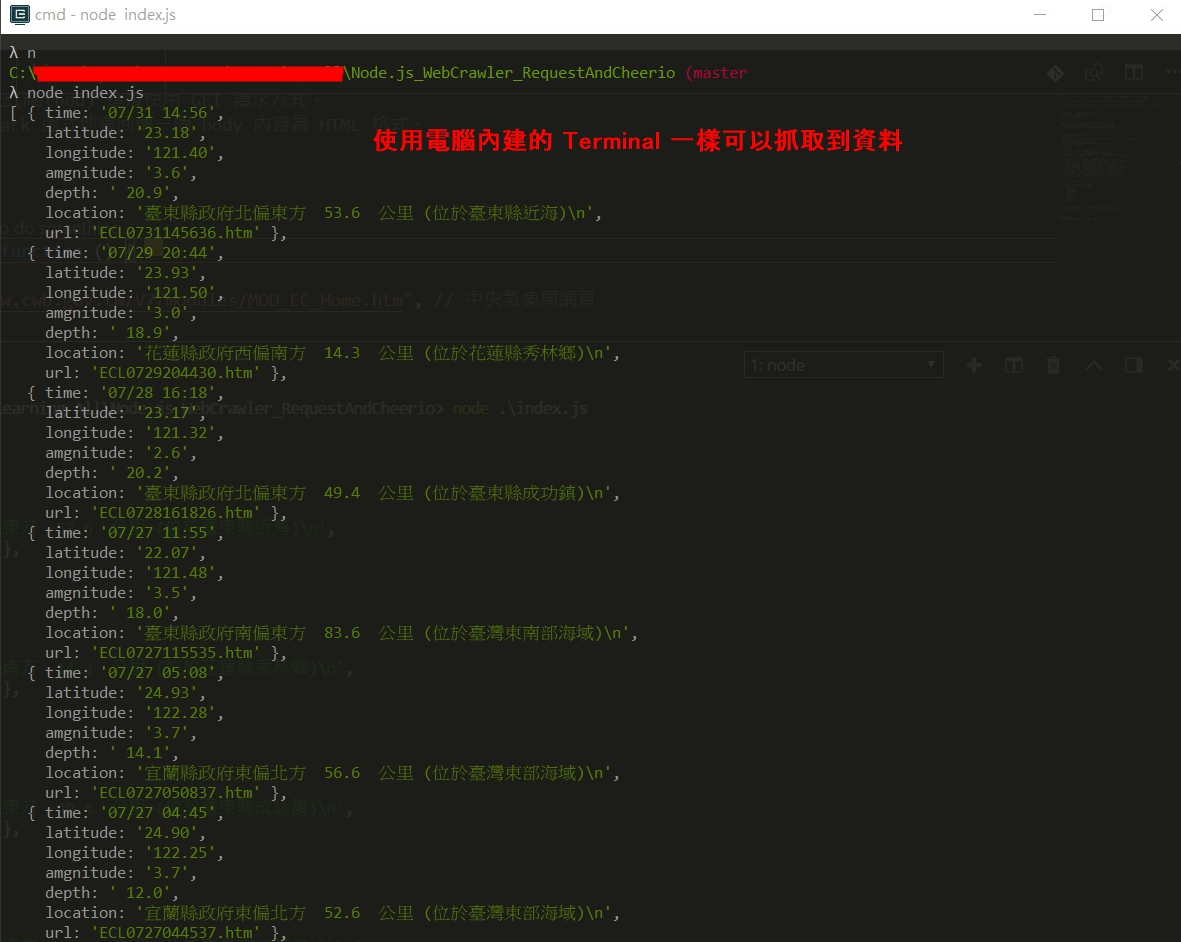 cmd - node  index.js
λ n
C:\ \Node.js_WebCrawler_RequestAndCheerio (master
λ node index.js
[ { time: '07/31 14:56',
使用電腦內建的 Terminal 一樣可以抓取到資料
latitude: '23.18',
longitude: '121.40',
amgnitude: '3.6',
depth: ' 20.9',
location: '臺東縣政府北偏東方  53.6  公里 (位於臺東縣近海)\n',
url: 'ECL0731145636.htm' },
{ time: '07/29 20:44',
latitude: '23.93',
longitude: '121.50',
amgnitude: '3.0',
depth: ' 18.9',
location: '花蓮縣政府西偏南方  14.3  公里 (位於花蓮縣秀林鄉)\n',
url: 'ECL0729204430.htm' },
1: node
{ time: '07/28 16:18',
latitude: '23.17',
longitude: '121.32',
amgnitude: '2.6',
depth: ' 20.2',
location: '臺東縣政府北偏東方  49.4  公里 (位於臺東縣成功鎮)\n',
url: 'ECL0728161826.htm' },
{ time: '07/27 11:55',
latitude: '22.07',
longitude: '121.48',
amgnitude: '3.5',
depth: ' 18.0',
location: '臺東縣政府南偏東方  83.6  公里 (位於臺灣東南部海域)\n',
url: 'ECL0727115535.htm' },
{ time: '07/27 05:08',
latitude: '24.93',
longitude: '122.28',
amgnitude: '3.7',
depth: ' 14.1',
location: '宜蘭縣政府東偏北方  56.6  公里 (位於臺灣東部海域)\n',
url: 'ECL0727050837.htm' },
{ time: '07/27 04:45',
latitude: '24.90',
longitude: '122.25',
amgnitude: '3.7',
depth: ' 12.0',
location: '宜蘭縣政府東偏北方  52.6  公里 (位於臺灣東部海域)\n',
url: 'ECL0727044537.htm' },